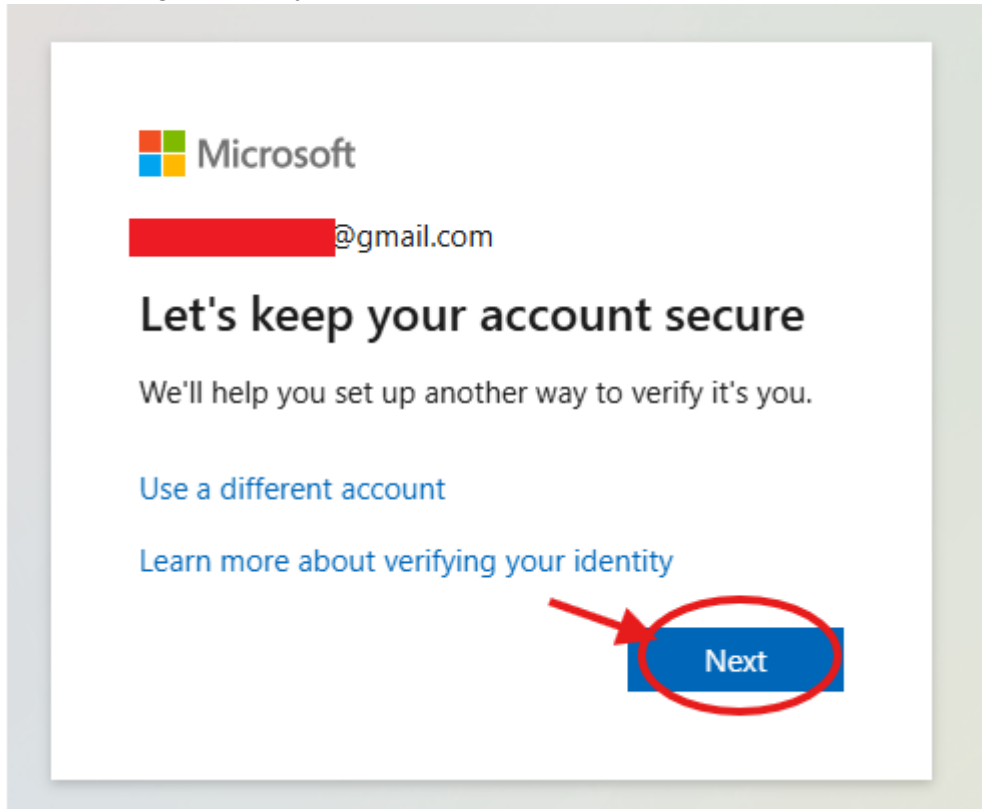 Microsoft
@gmail.com
Let's keep your account secure
We'll help you set up another way to verify it's you.
Use a different account
Learn more about verifying your identity
Next